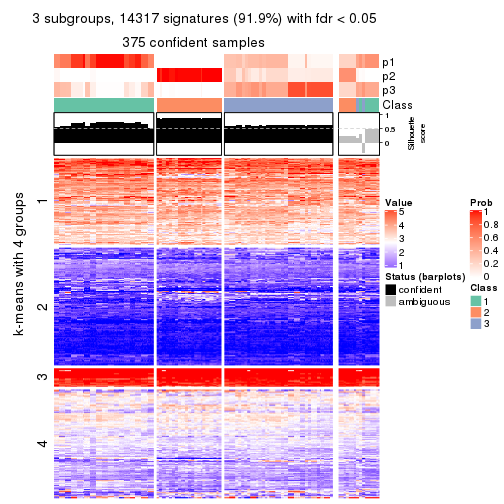 3 subgroups, 14317 signatures (91.9%) with fdr < 0.05
375 confident samples
p1
p2
p3
Class
1
0.5
0
Silhouette
score
k-means with 4 groups
1
2
3
4
Value
5
4
3
2
1
Status (barplots)
confident
ambiguous
Prob
1
0.8
0.6
0.4
0.2
0
Class
1
2
3